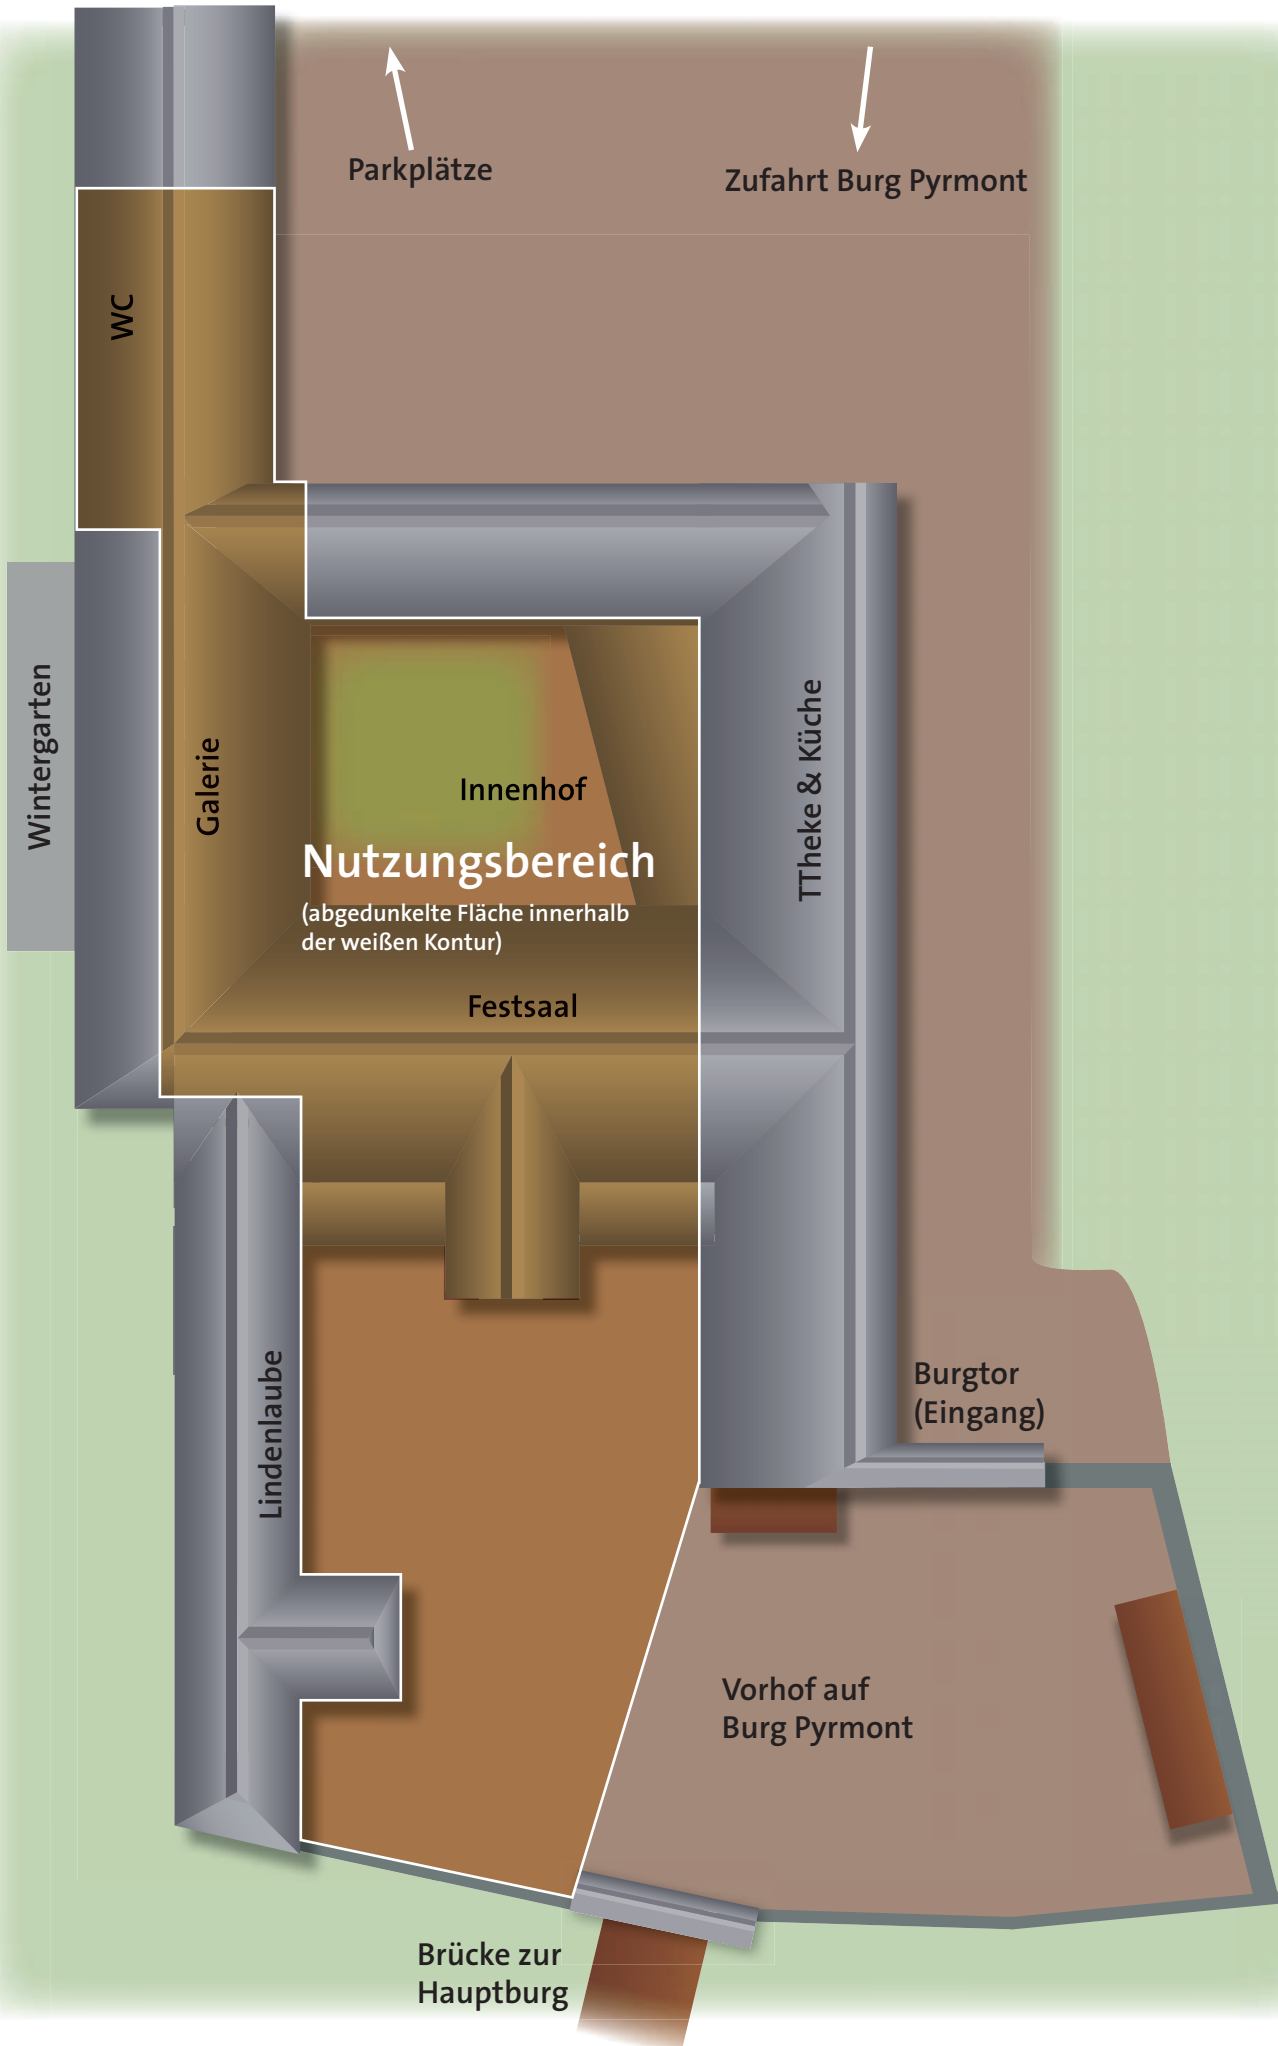 Parkplätze
Zufahrt Burg Pyrmont
WC
Wintergarten
Galerie
Innenhof
TTheke & Küche
Nutzungsbereich
(abgedunkelte Fläche innerhalb
der weißen Kontur)
Festsaal
Lindenlaube
Burgtor
(Eingang)
Vorhof auf
Burg Pyrmont
Brücke zur
Hauptburg